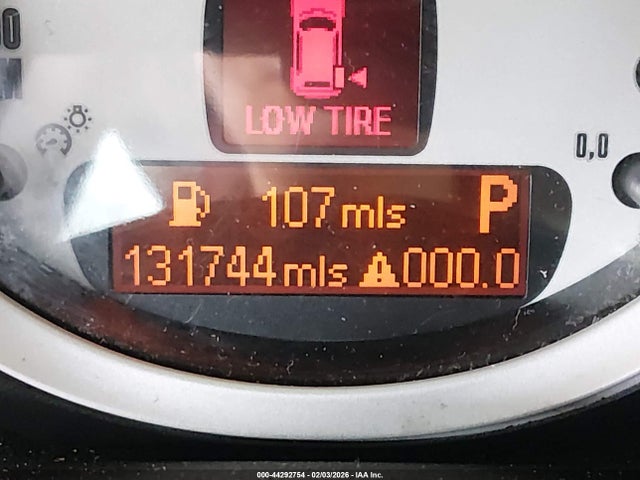 LOW TIRE
0,0
107 mls P
131744 mls 000.0
000-44292754 - 02/03/2026 - IAA Inc.